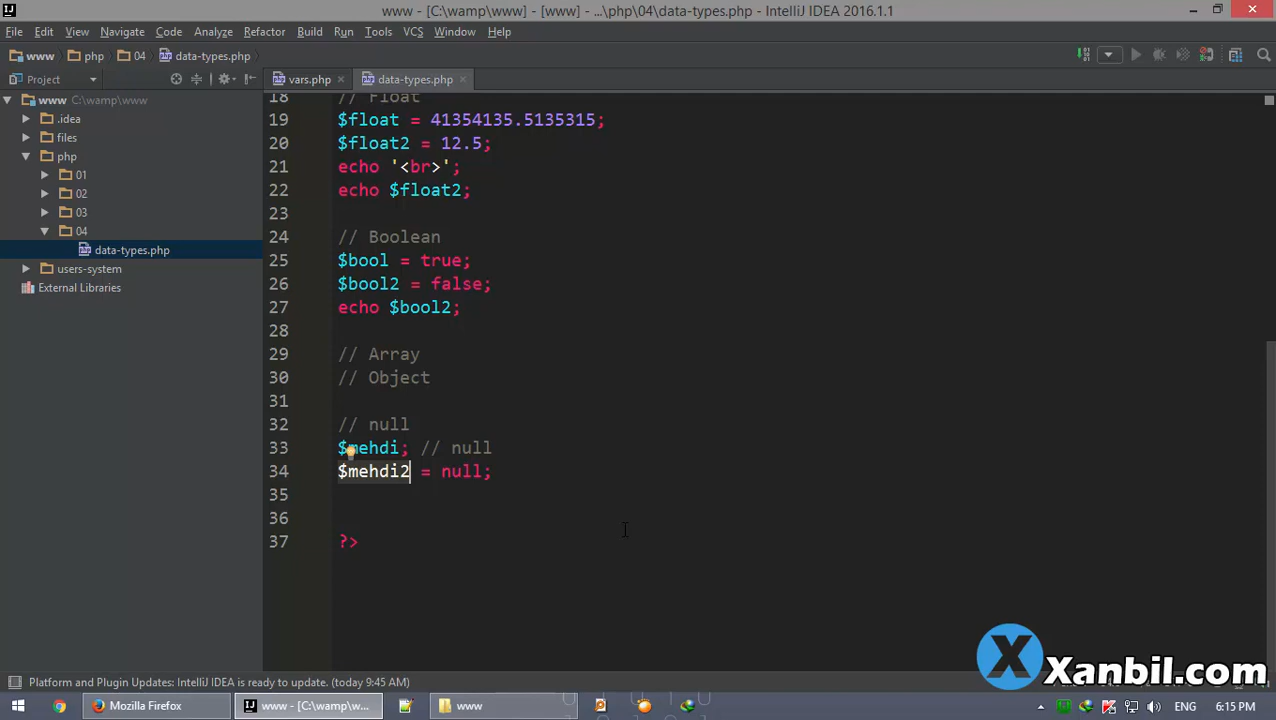 www - [C:\wamp\www] - [www] - ...\php\04\data-types.php - IntelliJ IDEA 2016.1.1
File Edit View Navigate Code Analyze Refactor Build Run Tools VCS Window Help
www php 04 data-types.php
Project
vars.php data-types.php
www C:\wamp\www
.idea
files
php
01
02
03
04
data-types.php
users-system
External Libraries
18 // Float
19 $float = 41354135.5135315;
20 $float2 = 12.5;
21 echo '<br>';
22 echo $float2;
23
24 // Boolean
25 $bool = true;
26 $bool2 = false;
27 echo $bool2;
28
29 // Array
30 // Object
31
32 // null
33 $mehdi; // null
34 $mehdi2 = null;
35
36
37 ?>
X Xanbil.com
Platform and Plugin Updates: IntelliJ IDEA is ready to update. (today 9:45 AM)
Mozilla Firefox www - [C:\wamp\w... www ENG 6:15 PM